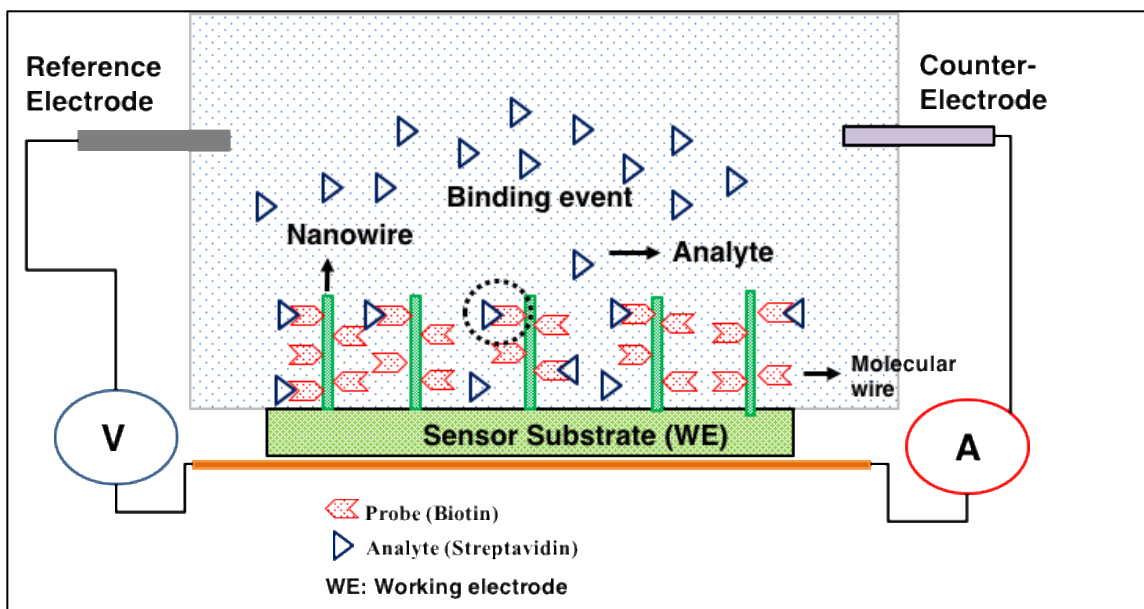 Reference
Electrode
Counter-
Electrode
Binding event
Nanowire
Analyte
Molecular
wire
V
Sensor Substrate (WE)
A
Probe (Biotin)
Analyte (Streptavidin)
WE: Working electrode